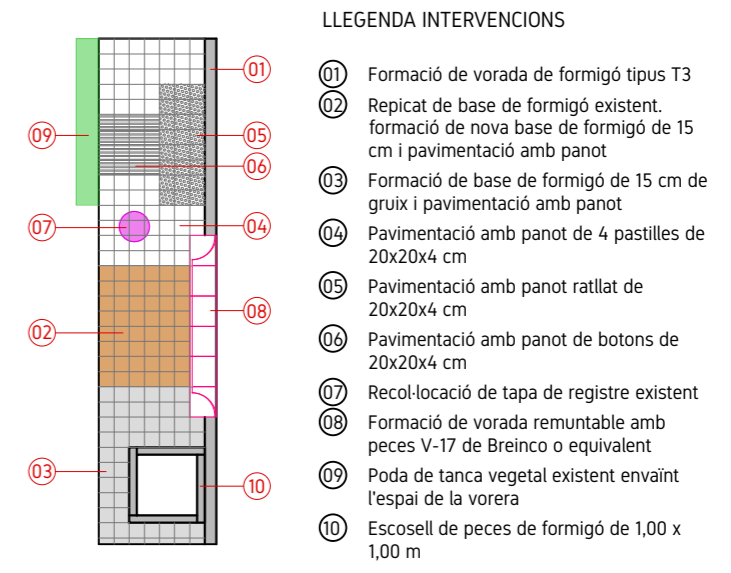 LLEGENDA INTERVENCIONS
01 Formació de vorada de formigó tipus T3
02 Repicat de base de formigó existent.
formació de nova base de formigó de 15
cm i pavimentació amb panot
03 Formació de base de formigó de 15 cm de
gruix i pavimentació amb panot
04 Pavimentació amb panot de 4 pastilles de
20x20x4 cm
05 Pavimentació amb panot ratllat de
20x20x4 cm
06 Pavimentació amb panot de botons de
20x20x4 cm
07 Recol·locació de tapa de registre existent
08 Formació de vorada remuntable amb
peces V-17 de Breinco o equivalent
09 Poda de tanca vegetal existent envaïnt
l'espai de la vorera
10 Escosell de peces de formigó de 1,00 x
1,00 m
01
09
05
06
07
04
08
02
03
10